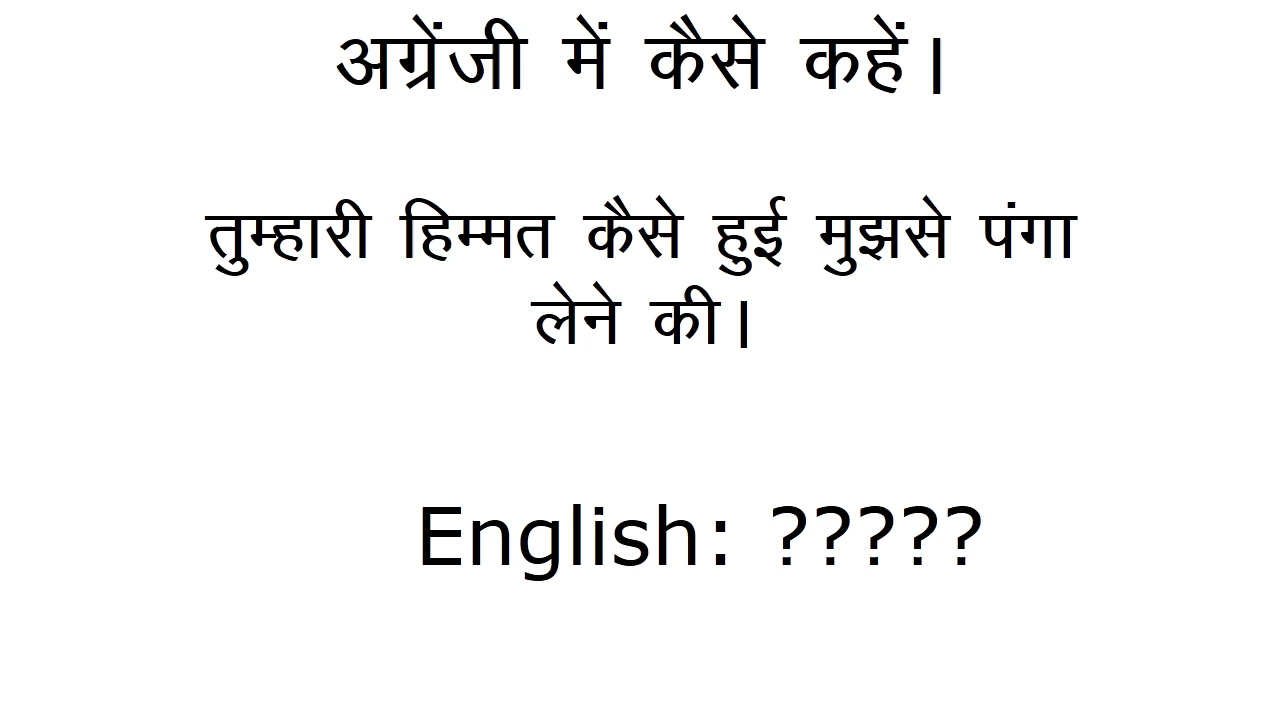 अग्रेंजी में कैसे कहें।
तुम्हारी हिम्मत कैसे हुई मुझसे पंगा
लेने की।
English: ?????